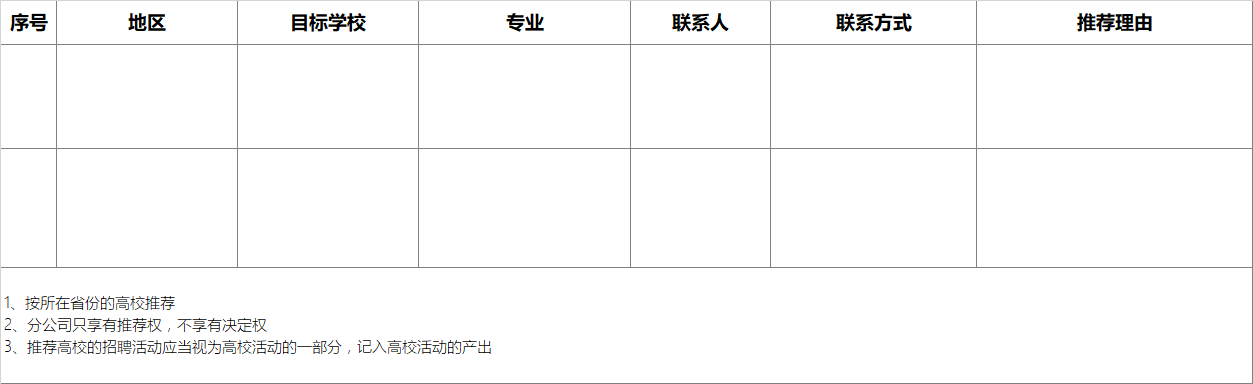 序号 地区 目标学校 专业 联系人 联系方式 推荐理由
1、按所在省份的高校推荐
2、分公司只享有推荐权，不享有决定权
3、推荐高校的招聘活动应当视为高校活动的一部分，记入高校活动的产出